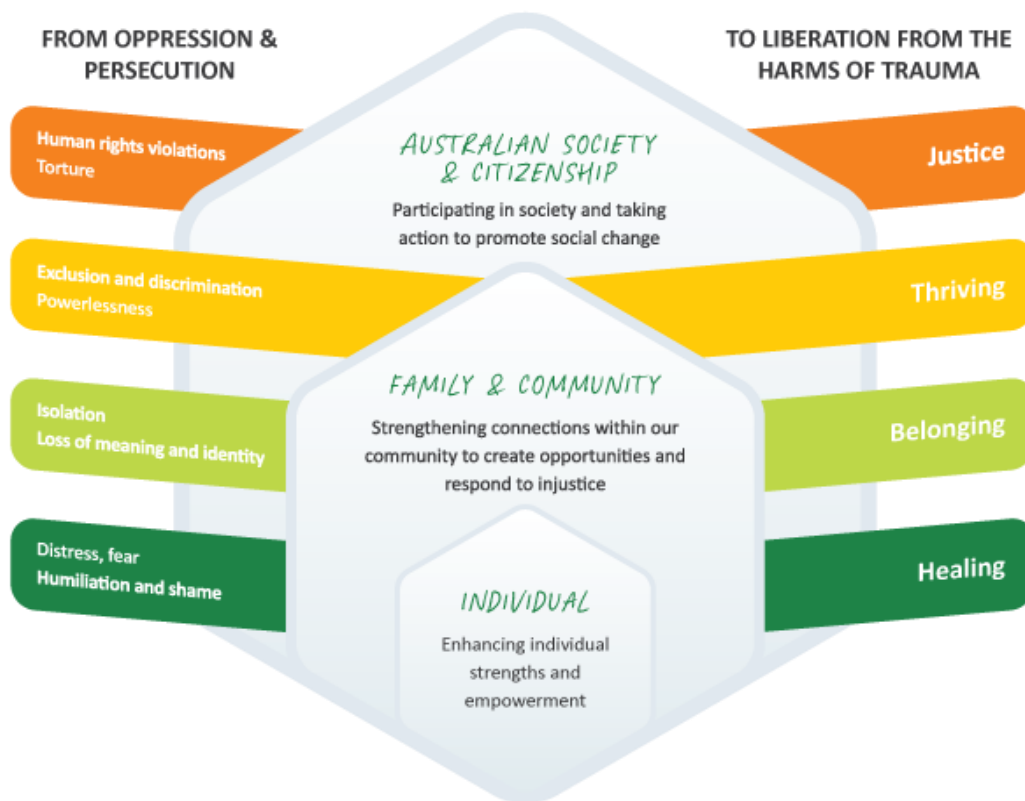 FROM OPPRESSION &
PERSECUTION
TO LIBERATION FROM THE
HARMS OF TRAUMA
Human rights violations
Torture
AUSTRALIAN SOCIETY
& CITIZENSHIP
Participating in society and taking
action to promote social change
Justice
Exclusion and discrimination
Powerlessness
Thriving
FAMILY & COMMUNITY
Strengthening connections within our
community to create opportunities and
respond to injustice
Isolation
Loss of meaning and identity
Belonging
Distress, fear
Humiliation and shame
Healing
INDIVIDUAL
Enhancing individual
strengths and
empowerment